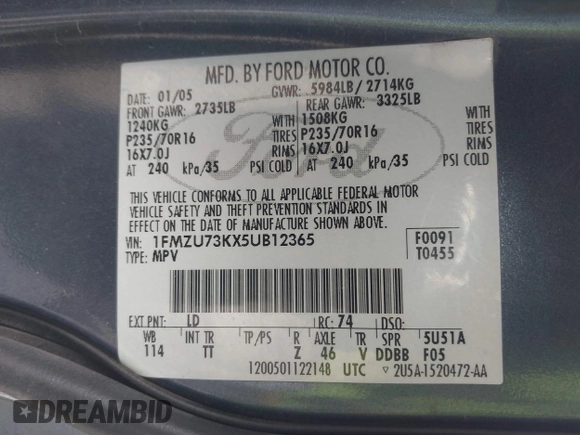 MFD. BY FORD MOTOR CO.
DATE: 01/05 GVWR: 5984LB/ 2714KG
FRONT GAWR: 2735LB REAR GAWR: 3325LB
1240KG WITH 1508KG WITH
P235/70R16 TIRES P235/70R16 TIRES
16X7.0J RIMS 16X7.0J RIMS
AT 240 kPa/35 PSI COLD AT 240 kPa/35 PSI COLD
Ford
THIS VEHICLE CONFORMS TO ALL APPLICABLE FEDERAL MOTOR
VEHICLE SAFETY AND THEFT PREVENTION STANDARDS IN
EFFECT ON THE DATE OF MANUFACTURE SHOWN ABOVE.
VIN: 1FMZU73KX5UB12365 F0091
TYPE: MPV T0455
EXT PNT: LD RC: 74 DSO:
WB INT TR TP/PS R AXLE TR SPR 5U51A
114 TT Z 46 V DDBB F05
1200501122148 UTC ▽ 2U5A-1520472-AA
DREAMBID